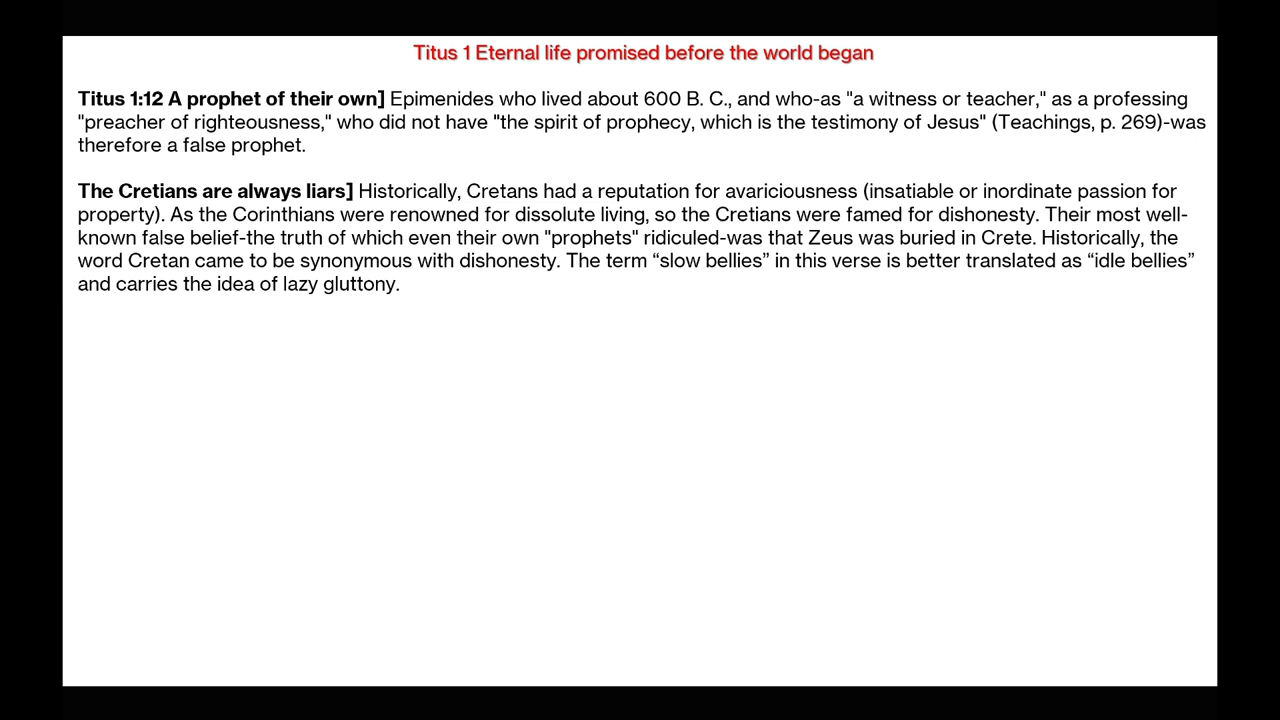 Titus 1 Eternal life promised before the world began
Titus 1:12 A prophet of their own] Epimenides who lived about 600 B. C., and who-as "a witness or teacher," as a professing
"preacher of righteousness," who did not have "the spirit of prophecy, which is the testimony of Jesus" (Teachings, p. 269)-was
therefore a false prophet.
The Cretians are always liars] Historically, Cretans had a reputation for avariciousness (insatiable or inordinate passion for
property). As the Corinthians were renowned for dissolute living, so the Cretians were famed for dishonesty. Their most well-
known false belief-the truth of which even their own "prophets" ridiculed-was that Zeus was buried in Crete. Historically, the
word Cretan came to be synonymous with dishonesty. The term “slow bellies” in this verse is better translated as “idle bellies”
and carries the idea of lazy gluttony.